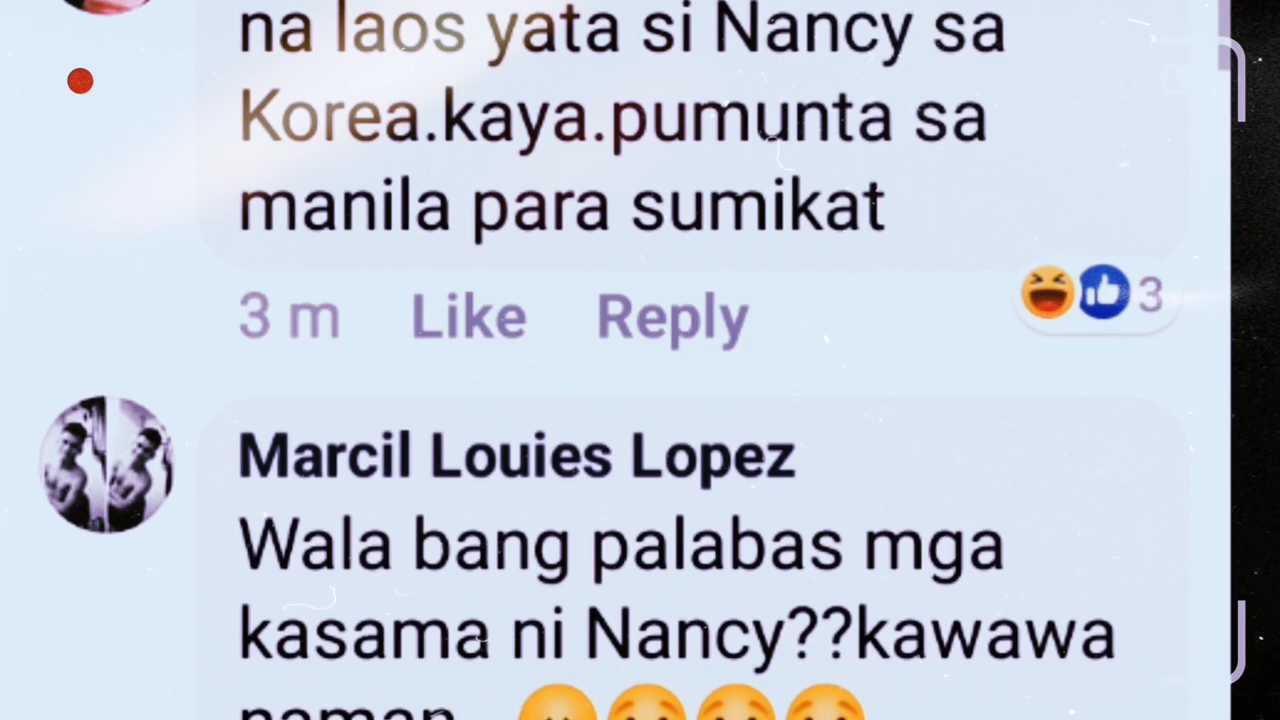 na laos yata si Nancy sa
Korea.kaya.pumunta sa
manila para sumikat
3 m Like Reply 3
Marcil Louies Lopez
Wala bang palabas mga
kasama ni Nancy??kawawa
naman